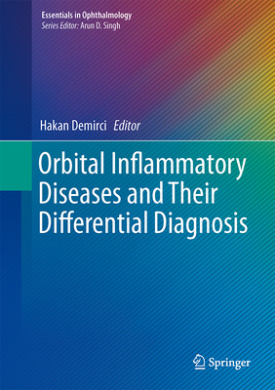 Essentials in Ophthalmology
Series Editor: Arun D. Singh
Hakan Demirci Editor
Orbital Inflammatory
Diseases and Their
Differential Diagnosis
Springer